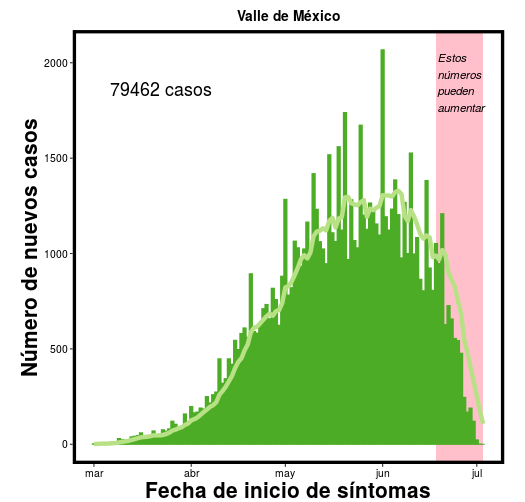 Valle de México
Estos
números
pueden
aumentar
79462 casos
Número de nuevos casos
2000
1500
1000
500
0
mar
abr
may
jun
jul
Fecha de inicio de síntomas